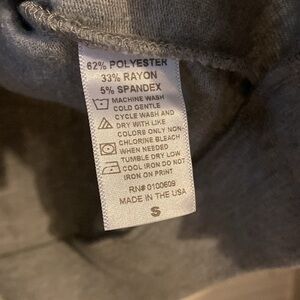 62% POLYESTER
33% RAYON
5% SPANDEX
MACHINE WASH
COLD GENTLE
CYCLE WASH AND
DRY WITH LIKE
COLORS ONLY NON-
CHLORINE BLEACH
WHEN NEEDED
TUMBLE DRY LOW
COOL IRON DO NOT
IRON ON PRINT
RN# 0100609
MADE IN THE USA
S